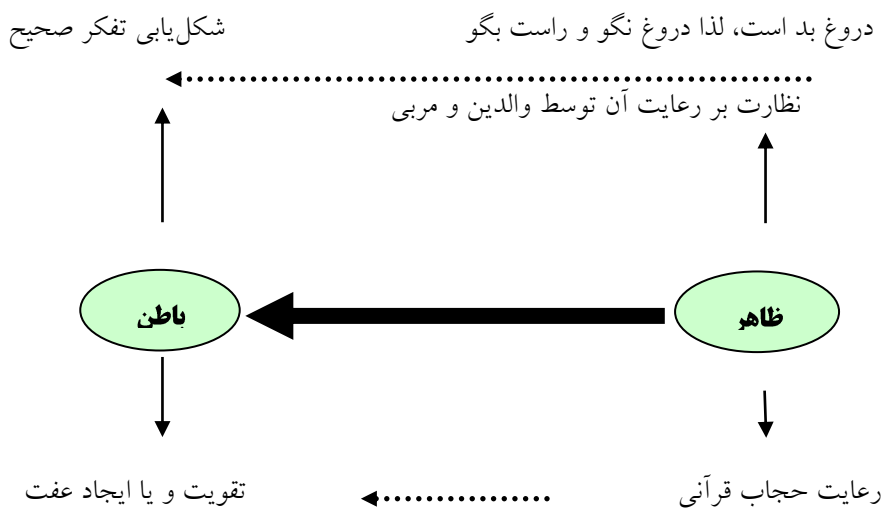 دروغ بد است، لذا دروغ نگو و راست بگو
شکل‌یابی تفکر صحیح
نظارت بر رعایت آن توسط والدین و مربی
ظاهر
باطن
رعایت حجاب قرآنی
تقویت و یا ایجاد عفت